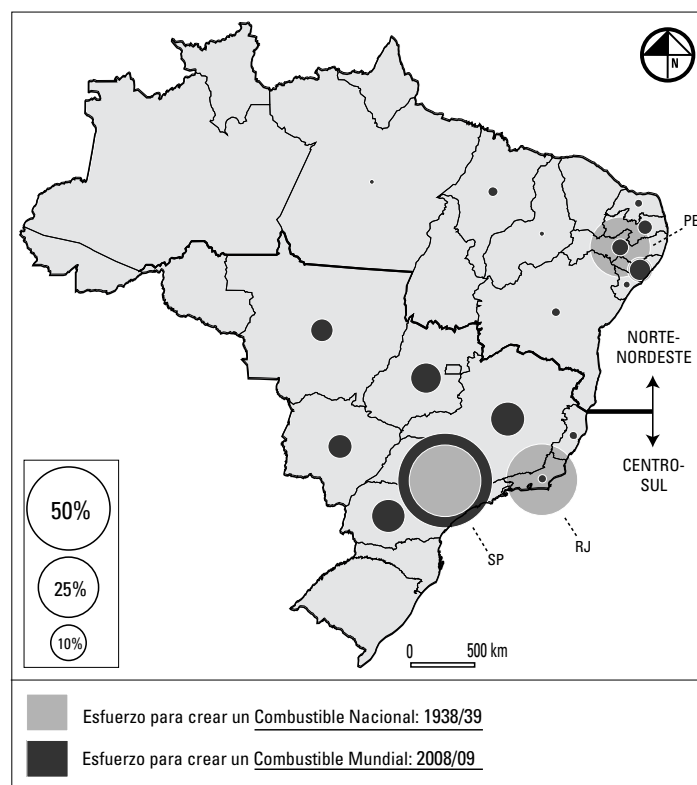 N
PE
NORTE-
NORDESTE
CENTRO-
SUL
50%
25%
10%
SP
RJ
0 500 km
Esfuerzo para crear un Combustible Nacional: 1938/39
Esfuerzo para crear un Combustible Mundial: 2008/09